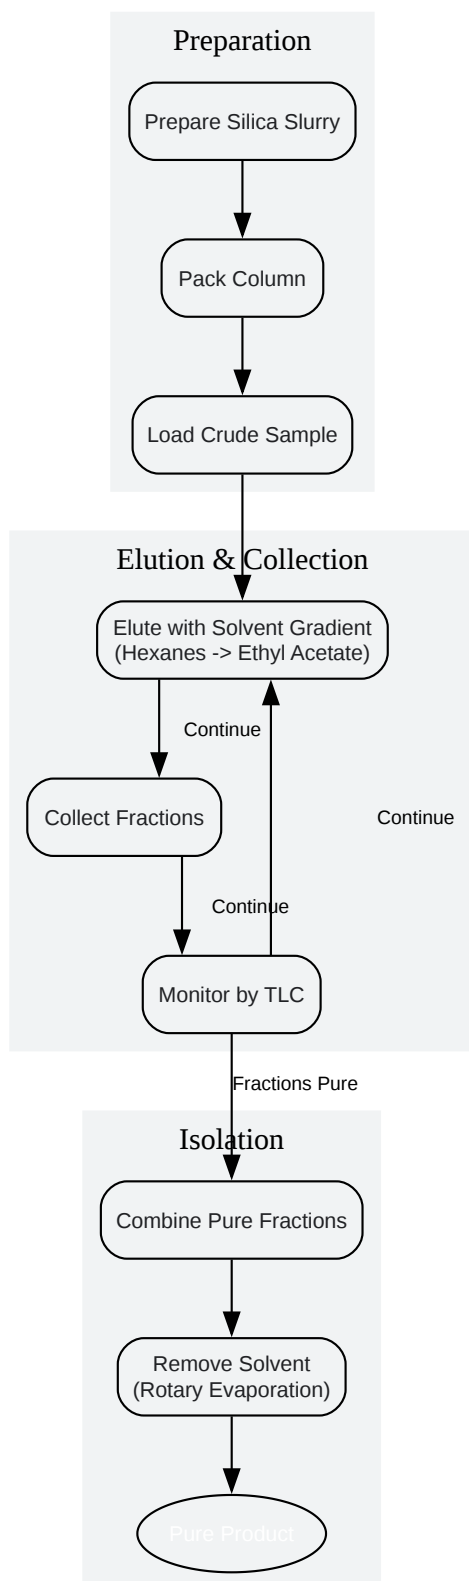 Preparation
Prepare Silica Slurry
Pack Column
Load Crude Sample
Elution & Collection
Elute with Solvent Gradient
(Hexanes -> Ethyl Acetate)
Continue
Collect Fractions
Continue
Continue
Monitor by TLC
Fractions Pure
Isolation
Combine Pure Fractions
Remove Solvent
(Rotary Evaporation)
Pure Product